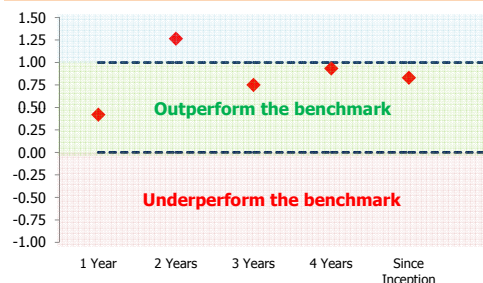 1.50
1.25
1.00
0.75
Outperform the benchmark
0.50
0.25
0.00
-0.25
Underperform the benchmark
-0.50
-0.75
-1.00
1 Year 2 Years 3 Years 4 Years Since
Inception